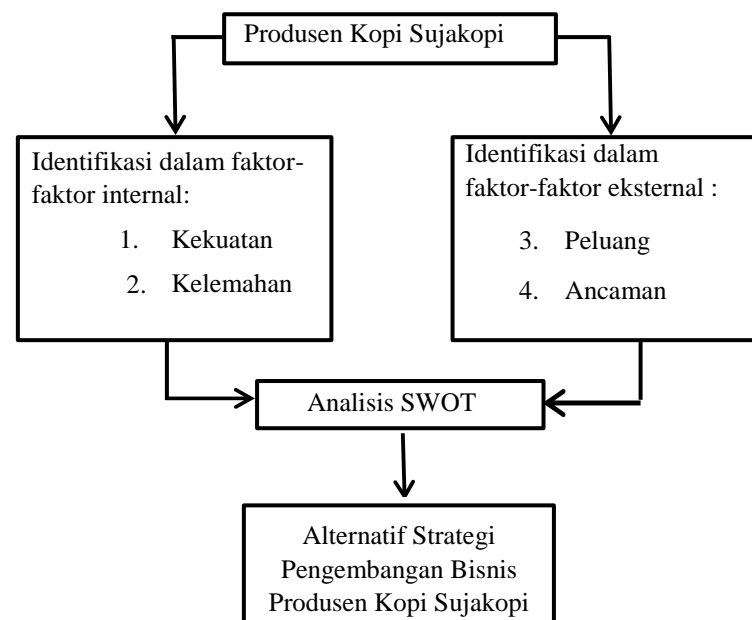 Produsen Kopi Sujakopi
Identifikasi dalam faktor-
faktor internal:
1. Kekuatan
2. Kelemahan
Identifikasi dalam
faktor-faktor eksternal :
3. Peluang
4. Ancaman
Analisis SWOT
Alternatif Strategi
Pengembangan Bisnis
Produsen Kopi Sujakopi